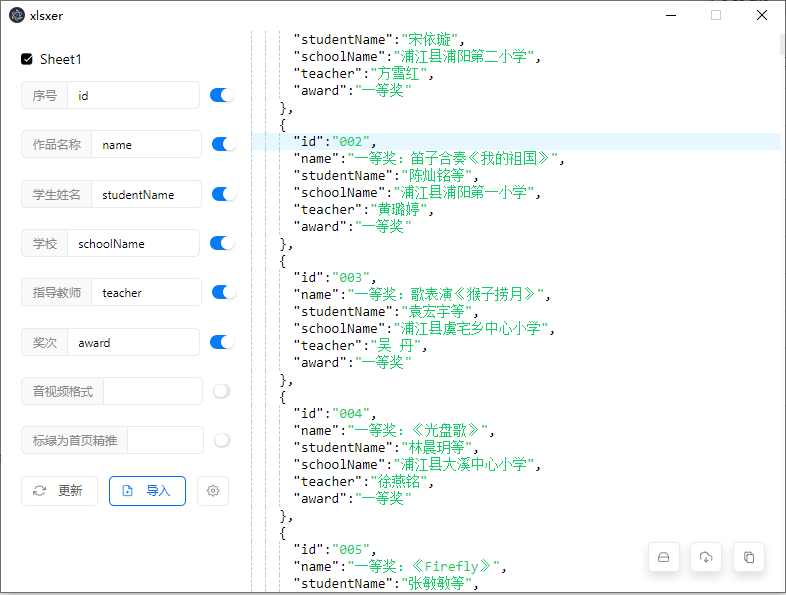 xlsxer
Sheet1
序号 id
作品名称 name
学生姓名 studentName
学校 schoolName
指导教师 teacher
奖次 award
音视频格式
标绿为首页精推
更新 导入
"studentName":"宋依璇",
"schoolName":"浦江县浦阳第二小学",
"teacher":"方雪红",
"award":"一等奖"
},
{
"id":"002",
"name":"一等奖：笛子合奏《我的祖国》",
"studentName":"陈灿铭等",
"schoolName":"浦江县浦阳第一小学",
"teacher":"黄璐婷",
"award":"一等奖"
},
{
"id":"003",
"name":"一等奖：歌表演《猴子捞月》",
"studentName":"袁宏宇等",
"schoolName":"浦江县虞宅乡中心小学",
"teacher":"吴 丹",
"award":"一等奖"
},
{
"id":"004",
"name":"一等奖：《光盘歌》",
"studentName":"林晨玥等",
"schoolName":"浦江县大溪中心小学",
"teacher":"徐燕铭",
"award":"一等奖"
},
{
"id":"005",
"name":"一等奖：《Firefly》",
"studentName":"张敏敏等",